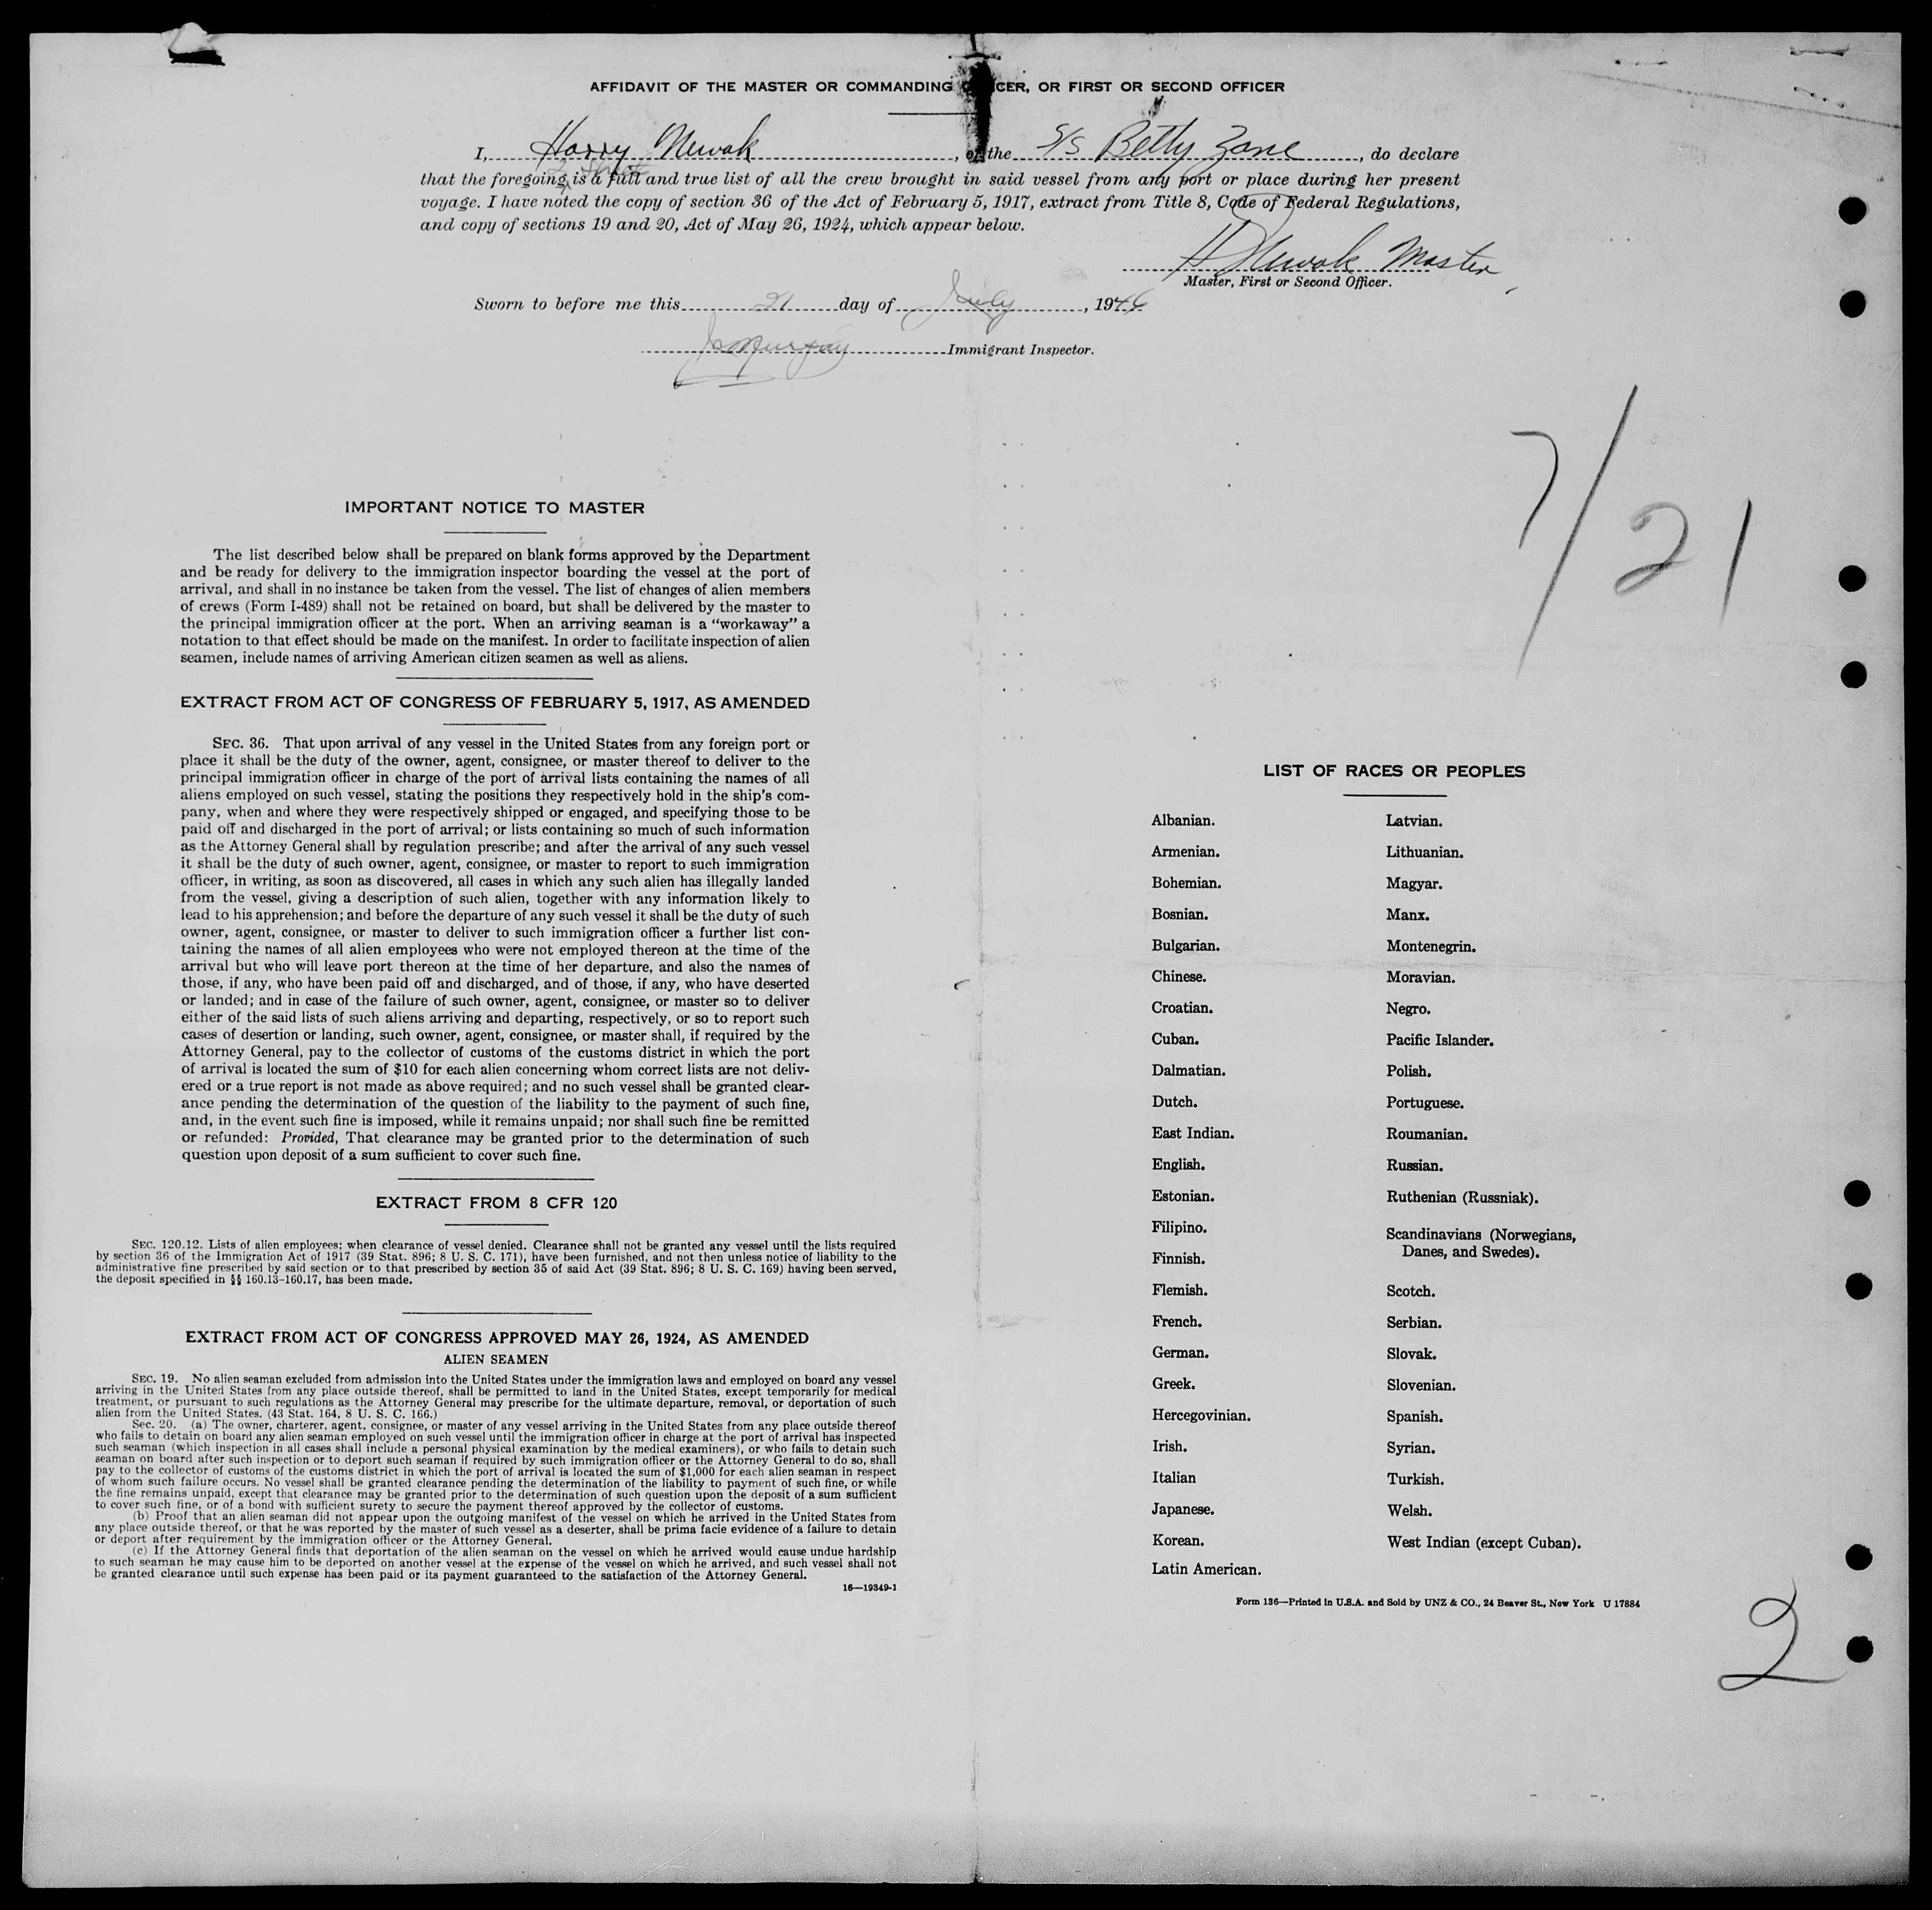 AFFIDAVIT OF THE MASTER OR COMMANDING OFFICER, OR FIRST OR SECOND OFFICER
I, Harry Newak, of the S/S Betty Zane, do declare
that the foregoing is a full and true list of all the crew brought in said vessel from any port or place during her present
voyage. I have noted the copy of section 36 of the Act of February 5, 1917, extract from Title 8, Code of Federal Regulations,
and copy of sections 19 and 20, Act of May 26, 1924, which appear below.
H Newak Master
Master, First or Second Officer.
Sworn to before me this 21 day of July, 1946
Immigrant Inspector.
7/21
IMPORTANT NOTICE TO MASTER
The list described below shall be prepared on blank forms approved by the Department
and be ready for delivery to the immigration inspector boarding the vessel at the port of
arrival, and shall in no instance be taken from the vessel. The list of changes of alien members
of crews (Form I-489) shall not be retained on board, but shall be delivered by the master to
the principal immigration officer at the port. When an arriving seaman is a "workaway" a
notation to that effect should be made on the manifest. In order to facilitate inspection of alien
seamen, include names of arriving American citizen seamen as well as aliens.
EXTRACT FROM ACT OF CONGRESS OF FEBRUARY 5, 1917, AS AMENDED
SEC. 36. That upon arrival of any vessel in the United States from any foreign port or
place it shall be the duty of the owner, agent, consignee, or master thereof to deliver to the
principal immigration officer in charge of the port of arrival lists containing the names of all
aliens employed on such vessel, stating the positions they respectively hold in the ship's com-
pany, when and where they were respectively shipped or engaged, and specifying those to be
paid off and discharged in the port of arrival; or lists containing so much of such information
as the Attorney General shall by regulation prescribe; and after the arrival of any such vessel
it shall be the duty of such owner, agent, consignee, or master to report to such immigration
officer, in writing, as soon as discovered, all cases in which any such alien has illegally landed
from the vessel, giving a description of such alien, together with any information likely to
lead to his apprehension; and before the departure of any such vessel it shall be the duty of such
owner, agent, consignee, or master to deliver to such immigration officer a further list con-
taining the names of all alien employees who were not employed thereon at the time of the
arrival but who will leave port thereon at the time of her departure, and also the names of
those, if any, who have been paid off and discharged, and of those, if any, who have deserted
or landed; and in case of the failure of such owner, agent, consignee, or master so to deliver
either of the said lists of such aliens arriving and departing, respectively, or so to report such
cases of desertion or landing, such owner, agent, consignee, or master shall, if required by the
Attorney General, pay to the collector of customs of the customs district in which the port
of arrival is located the sum of $10 for each alien concerning whom correct lists are not deliv-
ered or a true report is not made as above required; and no such vessel shall be granted clear-
ance pending the determination of the question of the liability to the payment of such fine,
and, in the event such fine is imposed, while it remains unpaid; nor shall such fine be remitted
or refunded: Provided, That clearance may be granted prior to the determination of such
question upon deposit of a sum sufficient to cover such fine.
EXTRACT FROM 8 CFR 120
SEC. 120.12. Lists of alien employees; when clearance of vessel denied. Clearance shall not be granted any vessel until the lists required
by section 36 of the Immigration Act of 1917 (39 Stat. 896; 8 U. S. C. 171), have been furnished, and not then unless notice of liability to the
administrative fine prescribed by said section or to that prescribed by section 35 of said Act (39 Stat. 896; 8 U. S. C. 169) having been served,
the deposit specified in §§ 160.13-160.17, has been made.
EXTRACT FROM ACT OF CONGRESS APPROVED MAY 26, 1924, AS AMENDED
ALIEN SEAMEN
SEC. 19. No alien seaman excluded from admission into the United States under the immigration laws and employed on board any vessel
arriving in the United States from any place outside thereof, shall be permitted to land in the United States, except temporarily for medical
treatment, or pursuant to such regulations as the Attorney General may prescribe for the ultimate departure, removal, or deportation of such
alien from the United States. (43 Stat. 164, 8 U. S. C. 166.)
Sec. 20. (a) The owner, charterer, agent, consignee, or master of any vessel arriving in the United States from any place outside thereof
who fails to detain on board any alien seaman employed on such vessel until the immigration officer in charge at the port of arrival has inspected
such seaman (which inspection in all cases shall include a personal physical examination by the medical examiners), or who fails to detain such
seaman on board after such inspection or to deport such seaman if required by such immigration officer or the Attorney General to do so, shall
pay to the collector of customs of the customs district in which the port of arrival is located the sum of $1,000 for each alien seaman in respect
of whom such failure occurs. No vessel shall be granted clearance pending the determination of the liability to payment of such fine, or while
the fine remains unpaid, except that clearance may be granted prior to the determination of such question upon the deposit of a sum sufficient
to cover such fine, or of a bond with sufficient surety to secure the payment thereof approved by the collector of customs.
(b) Proof that an alien seaman did not appear upon the outgoing manifest of the vessel on which he arrived in the United States from
any place outside thereof, or that he was reported by the master of such vessel as a deserter, shall be prima facie evidence of a failure to detain
or deport after requirement by the immigration officer or the Attorney General.
(c) If the Attorney General finds that deportation of the alien seaman on the vessel on which he arrived would cause undue hardship
to such seaman he may cause him to be deported on another vessel at the expense of the vessel on which he arrived, and such vessel shall not
be granted clearance until such expense has been paid or its payment guaranteed to the satisfaction of the Attorney General.
16—19349-1
LIST OF RACES OR PEOPLES
Albanian.
Armenian.
Bohemian.
Bosnian.
Bulgarian.
Chinese.
Croatian.
Cuban.
Dalmatian.
Dutch.
East Indian.
English.
Estonian.
Filipino.
Finnish.
Flemish.
French.
German.
Greek.
Hercegovinian.
Irish.
Italian
Japanese.
Korean.
Latin American.
Latvian.
Lithuanian.
Magyar.
Manx.
Montenegrin.
Moravian.
Negro.
Pacific Islander.
Polish.
Portuguese.
Roumanian.
Russian.
Ruthenian (Russniak).
Scandinavians (Norwegians,
Danes, and Swedes).
Scotch.
Serbian.
Slovak.
Slovenian.
Spanish.
Syrian.
Turkish.
Welsh.
West Indian (except Cuban).
Form 136—Printed in U.S.A. and Sold by UNZ & CO., 24 Beaver St., New York U 17884
2